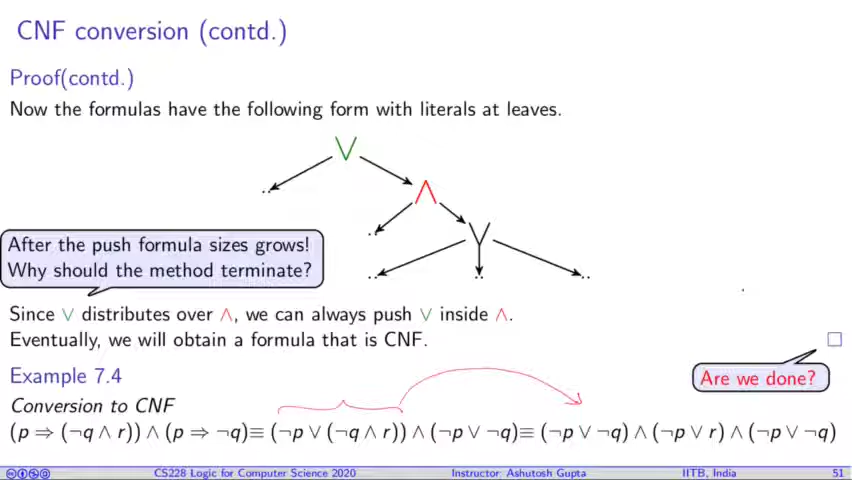 CNF conversion (contd.)
Proof(contd.)
Now the formulas have the following form with literals at leaves.
∨
..
∧
..
∨
.. .. ..
After the push formula sizes grows!
Why should the method terminate?
Since ∨ distributes over ∧, we can always push ∨ inside ∧.
Eventually, we will obtain a formula that is CNF.
Are we done?
Example 7.4
Conversion to CNF
(p ⇒ (¬q ∧ r)) ∧ (p ⇒ ¬q)≡ (¬p ∨ (¬q ∧ r)) ∧ (¬p ∨ ¬q)≡ (¬p ∨ ¬q) ∧ (¬p ∨ r) ∧ (¬p ∨ ¬q)
CS228 Logic for Computer Science 2020 Instructor: Ashutosh Gupta IITB, India 51